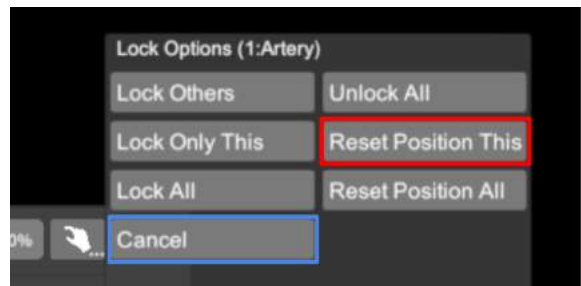 Lock Options (1:Artery)
Lock Others
Unlock All
Lock Only This
Reset Position This
Lock All
Reset Position All
0%
...
Cancel